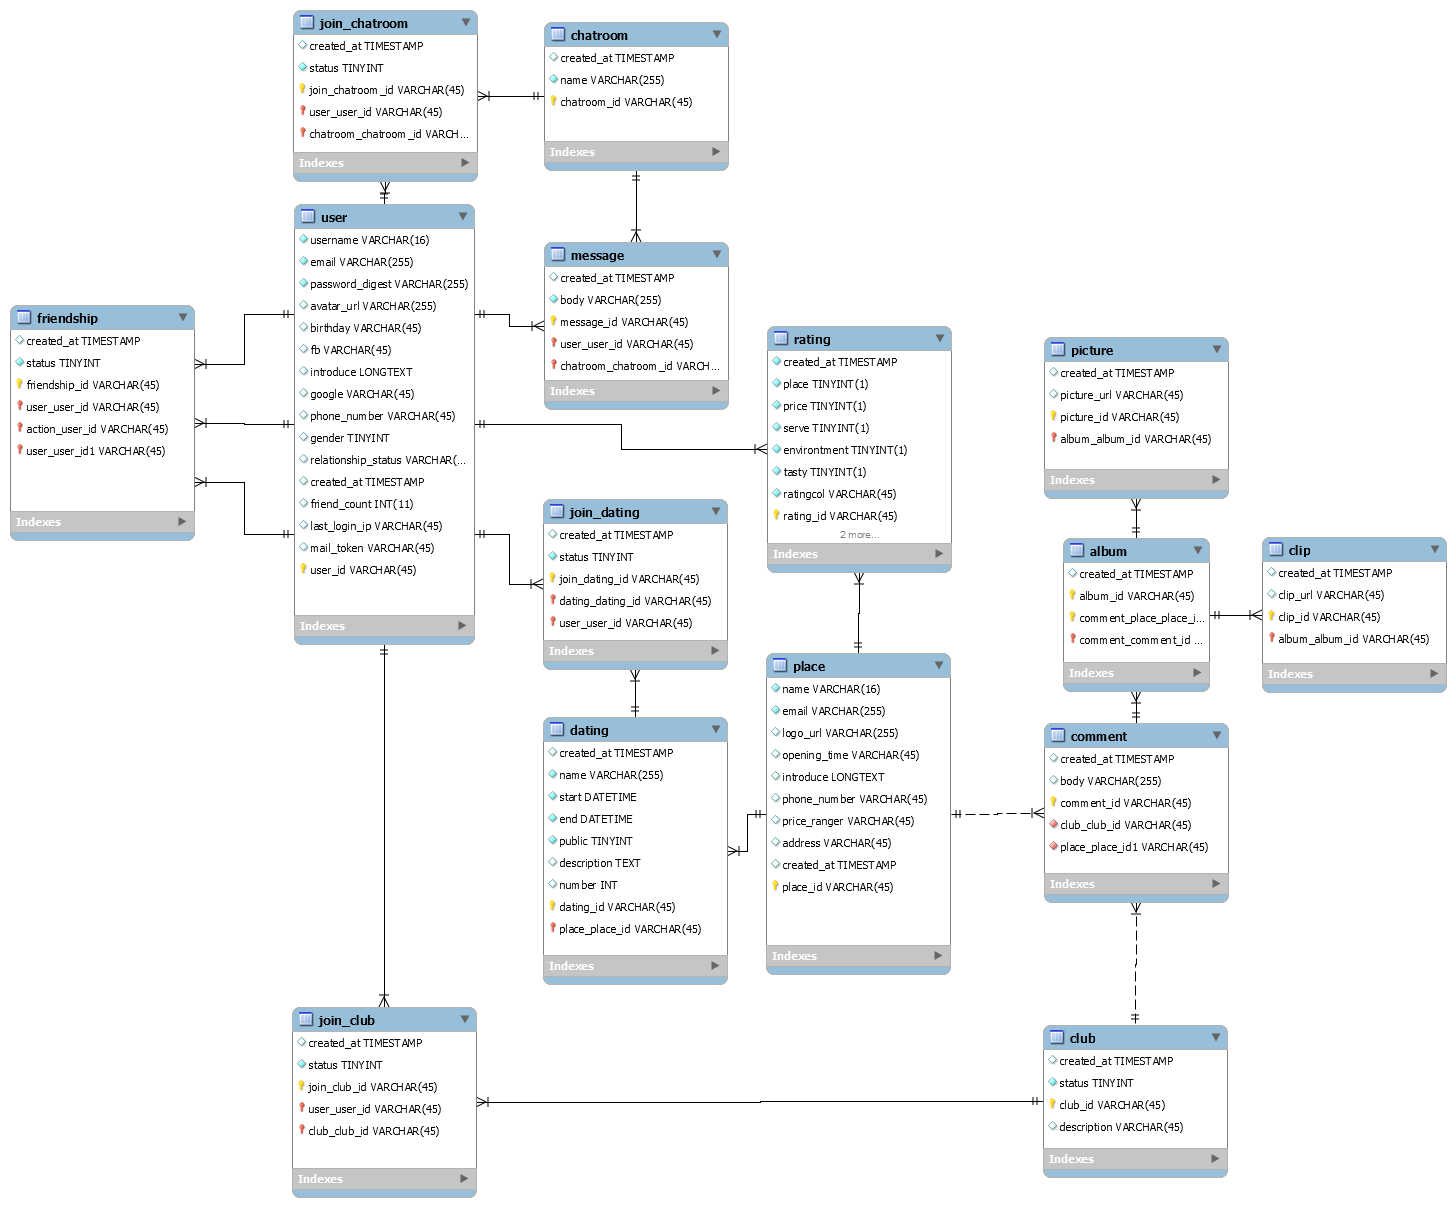 join_chatroom
created_at TIMESTAMP
status TINYINT
join_chatroom_id VARCHAR(45)
user_user_id VARCHAR(45)
chatroom_chatroom_id VARCH...
Indexes
chatroom
created_at TIMESTAMP
name VARCHAR(255)
chatroom_id VARCHAR(45)
Indexes
user
username VARCHAR(16)
email VARCHAR(255)
password_digest VARCHAR(255)
avatar_url VARCHAR(255)
birthday VARCHAR(45)
fb VARCHAR(45)
introduce LONGTEXT
google VARCHAR(45)
phone_number VARCHAR(45)
gender TINYINT
relationship_status VARCHAR(...
created_at TIMESTAMP
friend_count INT(11)
last_login_ip VARCHAR(45)
mail_token VARCHAR(45)
user_id VARCHAR(45)
Indexes
message
created_at TIMESTAMP
body VARCHAR(255)
message_id VARCHAR(45)
user_user_id VARCHAR(45)
chatroom_chatroom_id VARCH...
Indexes
friendship
created_at TIMESTAMP
status TINYINT
friendship_id VARCHAR(45)
user_user_id VARCHAR(45)
action_user_id VARCHAR(45)
user_user_id1 VARCHAR(45)
Indexes
rating
created_at TIMESTAMP
place TINYINT(1)
price TINYINT(1)
serve TINYINT(1)
environtment TINYINT(1)
tasty TINYINT(1)
ratingcol VARCHAR(45)
rating_id VARCHAR(45)
2 more...
Indexes
picture
created_at TIMESTAMP
picture_url VARCHAR(45)
picture_id VARCHAR(45)
album_album_id VARCHAR(45)
Indexes
join_dating
created_at TIMESTAMP
status TINYINT
join_dating_id VARCHAR(45)
dating_dating_id VARCHAR(45)
user_user_id VARCHAR(45)
Indexes
album
created_at TIMESTAMP
album_id VARCHAR(45)
comment_place_place_i...
comment_comment_id ...
Indexes
clip
created_at TIMESTAMP
clip_url VARCHAR(45)
clip_id VARCHAR(45)
album_album_id VARCHAR(45)
Indexes
dating
created_at TIMESTAMP
name VARCHAR(255)
start DATETIME
end DATETIME
public TINYINT
description TEXT
number INT
dating_id VARCHAR(45)
place_place_id VARCHAR(45)
Indexes
place
name VARCHAR(16)
email VARCHAR(255)
logo_url VARCHAR(255)
opening_time VARCHAR(45)
introduce LONGTEXT
phone_number VARCHAR(45)
price_ranger VARCHAR(45)
address VARCHAR(45)
created_at TIMESTAMP
place_id VARCHAR(45)
Indexes
comment
created_at TIMESTAMP
body VARCHAR(255)
comment_id VARCHAR(45)
club_club_id VARCHAR(45)
place_place_id1 VARCHAR(45)
Indexes
join_club
created_at TIMESTAMP
status TINYINT
join_club_id VARCHAR(45)
user_user_id VARCHAR(45)
club_club_id VARCHAR(45)
Indexes
club
created_at TIMESTAMP
status TINYINT
club_id VARCHAR(45)
description VARCHAR(45)
Indexes